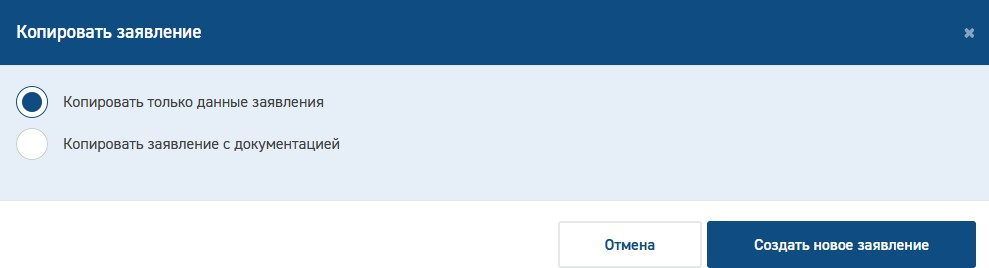 Копировать заявление
Копировать только данные заявления
Копировать заявление с документацией
Отмена
Создать новое заявление